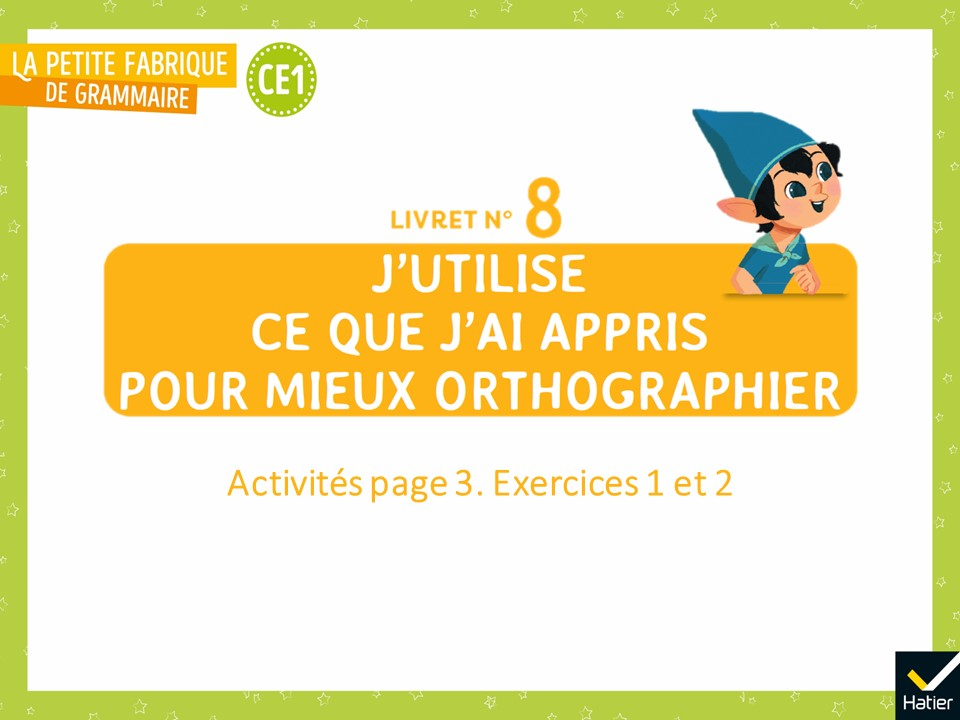 LA PETITE FABRIQUE
DE GRAMMAIRE
CE1
LIVRET N° 8
J'UTILISE
CE QUE J'AI APPRIS
POUR MIEUX ORTHOGRAPHIER
Activités page 3. Exercices 1 et 2
Hatier